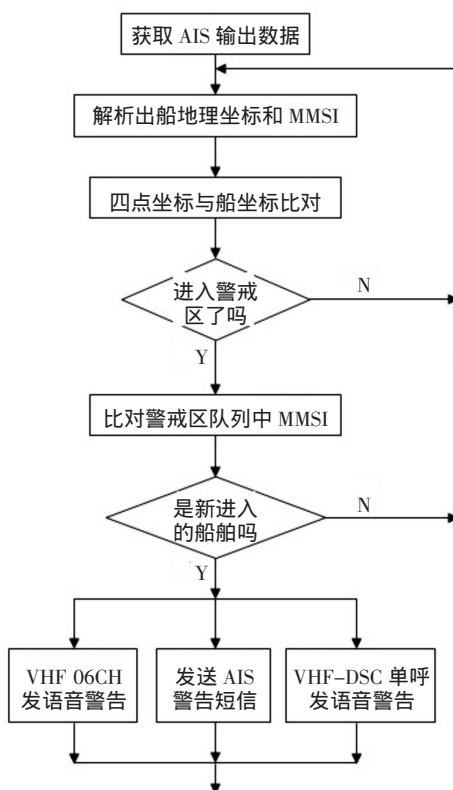 获取 AIS 输出数据
解析出船地理坐标和 MMSI
四点坐标与船坐标比对
进入警戒
区了吗
N
Y
比对警戒区队列中 MMSI
是新进入
的船舶吗
N
Y
VHF 06CH
发语音警告
发送 AIS
警告短信
VHF-DSC 单呼
发语音警告